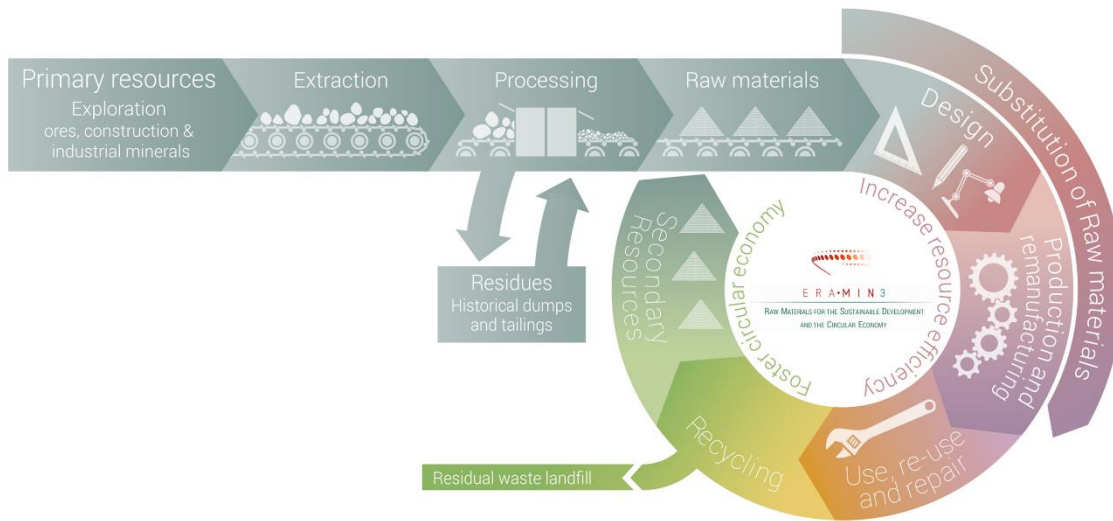 Primary resources
Exploration
ores, construction &
industrial minerals
Extraction
Processing
Raw materials
Design
Substitution of Raw materials
Production and
remanufacturing
Use, re-use
and repair
Recycling
Secondary
Resources
Residues
Historical dumps
and tailings
Residual waste landfill
Foster circular economy
Increase resource efficiency
ERA•MIN3
RAW MATERIALS FOR THE SUSTAINABLE DEVELOPMENT
AND THE CIRCULAR ECONOMY